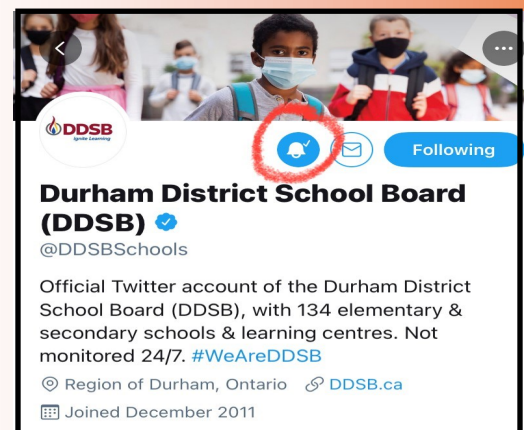 DDSB
Ignite Learning
Following
Durham District School Board
(DDSB)
@DDSBSchools
Official Twitter account of the Durham District
School Board (DDSB), with 134 elementary &
secondary schools & learning centres. Not
monitored 24/7. #WeAreDDSB
Region of Durham, Ontario DDSB.ca
Joined December 2011